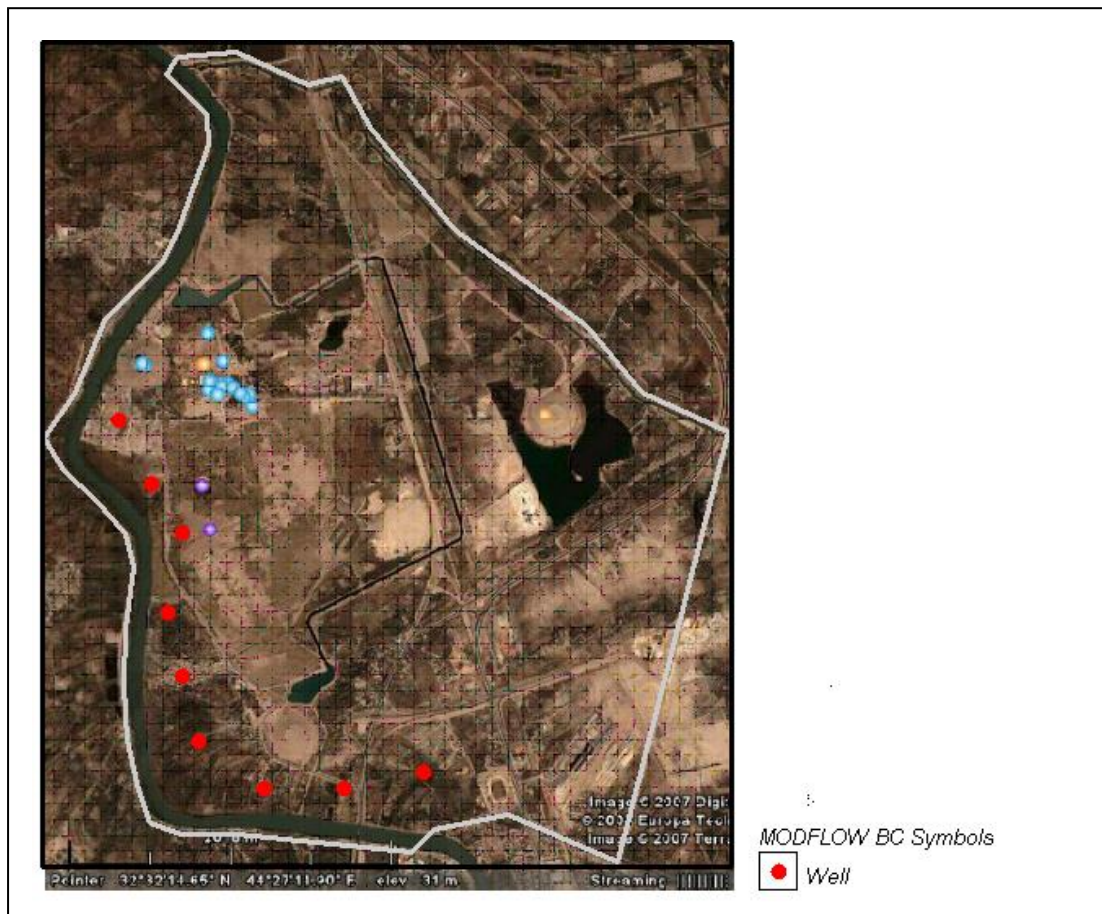 Image © 2007 Digi
© 2007 Europa Tech
Image © 2007 Terr
Pointer 32°32'14.65" N 44°27'11.90" E elev 31 m Streaming ||||||||
MODFLOW BC Symbols
Well